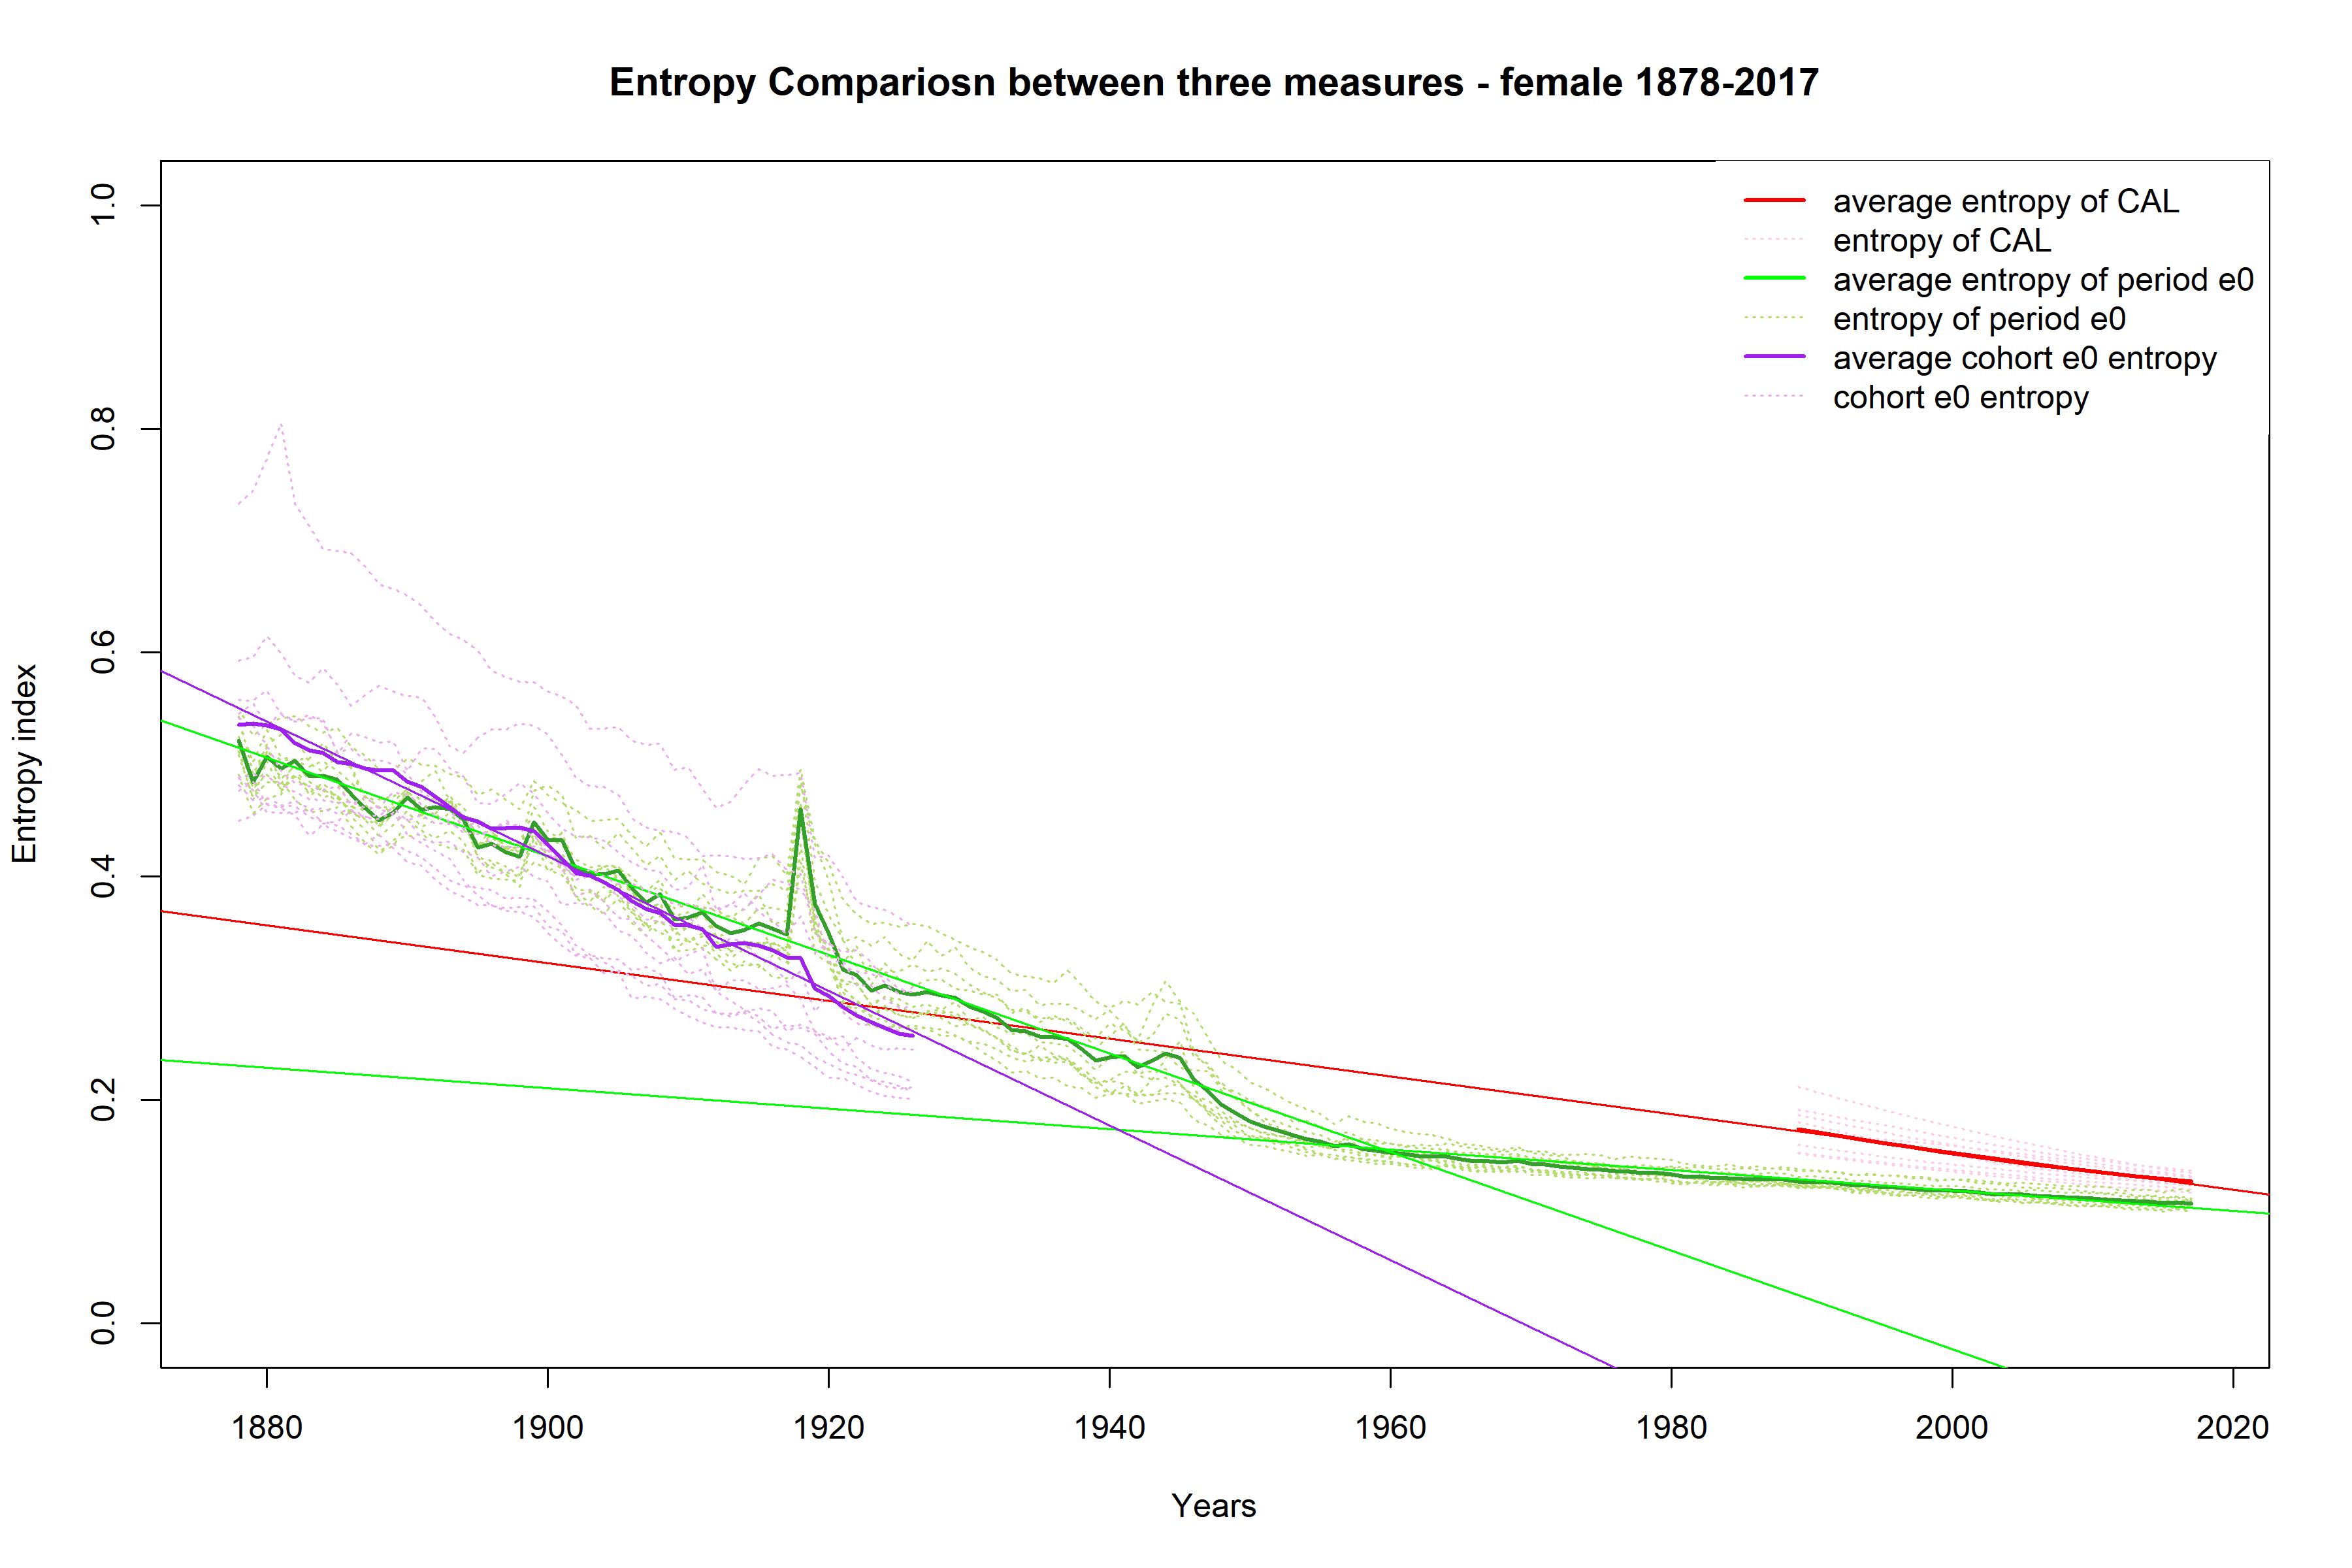 Entropy Compariosn between three measures - female 1878-2017
average entropy of CAL
entropy of CAL
average entropy of period e0
entropy of period e0
average cohort e0 entropy
cohort e0 entropy
Entropy index
1.0
0.8
0.6
0.4
0.2
0.0
1880 1900 1920 1940 1960 1980 2000 2020
Years